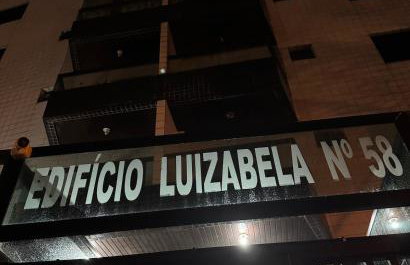 EDIFÍCIO LUIZABELA Nº 58